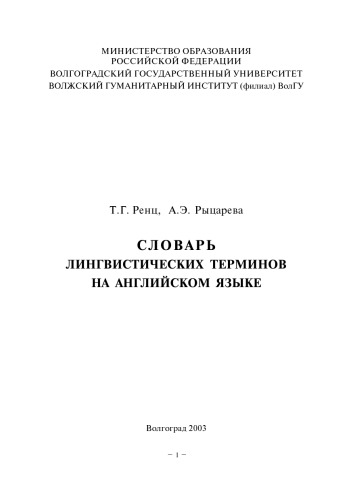 МИНИСТЕРСТВО ОБРАЗОВАНИЯ
РОССИЙСКОЙ ФЕДЕРАЦИИ
ВОЛГОГРАДСКИЙ ГОСУДАРСТВЕННЫЙ УНИВЕРСИТЕТ
ВОЛЖСКИЙ ГУМАНИТАРНЫЙ ИНСТИТУТ (филиал) ВолГУ
Т.Г. Ренц, А.Э. Рыцарева
СЛОВАРЬ
ЛИНГВИСТИЧЕСКИХ ТЕРМИНОВ
НА АНГЛИЙСКОМ ЯЗЫКЕ
Волгоград 2003
– 1 –